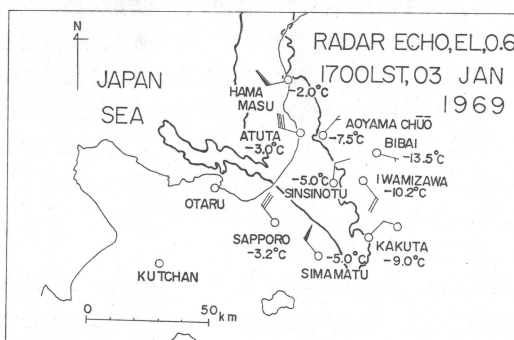 N
RADAR ECHO, EL, 0.6
1700LST, 03 JAN
1969
JAPAN
SEA
HAMA
MASU
-2.0°C
ATUTA
-3.0°C
AOYAMA CHŪŌ
-7.5°C
BIBAI
-13.5°C
-5.0°C
SINSINOTU
IWAMIZAWA
-10.2°C
OTARU
SAPPORO
-3.2°C
-5.0°C
SIMAMATU
KAKUTA
-9.0°C
KUTCHAN
0 50
km